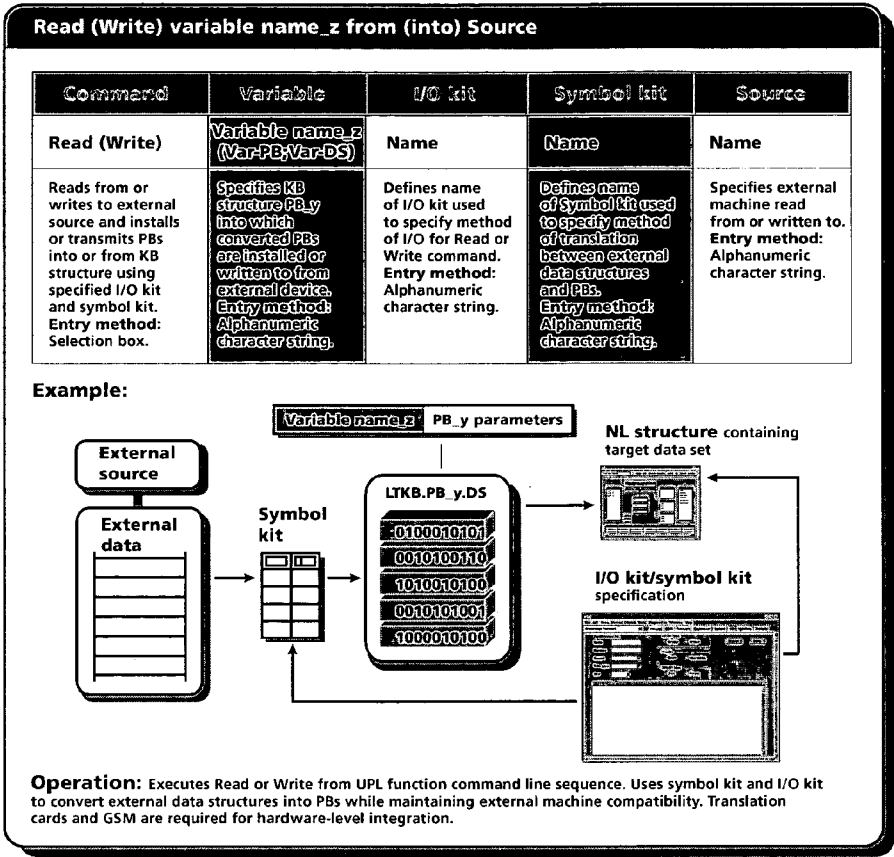 Read (Write) variable name_z from (into) Source
Command
Variable
I/O kit
Symbol kit
Source
Read (Write)
Variable name_z
(Var-PB;Var-DS)
Name
Name
Name
Reads from or
writes to external
source and installs
or transmits PBs
into or from KB
structure using
specified I/O kit
and symbol kit.
Entry method:
Selection box.
Specifies KB
structure PB_y
into which
converted PBs
are installed or
written to from
external device.
Entry method:
Alphanumeric
character string.
Defines name
of I/O kit used
to specify method
of I/O for Read or
Write command.
Entry method:
Alphanumeric
character string.
Defines name
of Symbol kit used
to specify method
of translation
between external
data structures
and PBs.
Entry method:
Alphanumeric
character string.
Specifies external
machine read
from or written to.
Entry method:
Alphanumeric
character string.
Example:
Variable name_z PB_y parameters
External
source
External
data
Symbol
kit
LTKB.PB_y.DS
0100010101
0010100110
1010010100
0010101001
1000010100
NL structure containing
target data set
I/O kit/symbol kit
specification
Operation: Executes Read or Write from UPL function command line sequence. Uses symbol kit and I/O kit
to convert external data structures into PBs while maintaining external machine compatibility. Translation
cards and GSM are required for hardware-level integration.